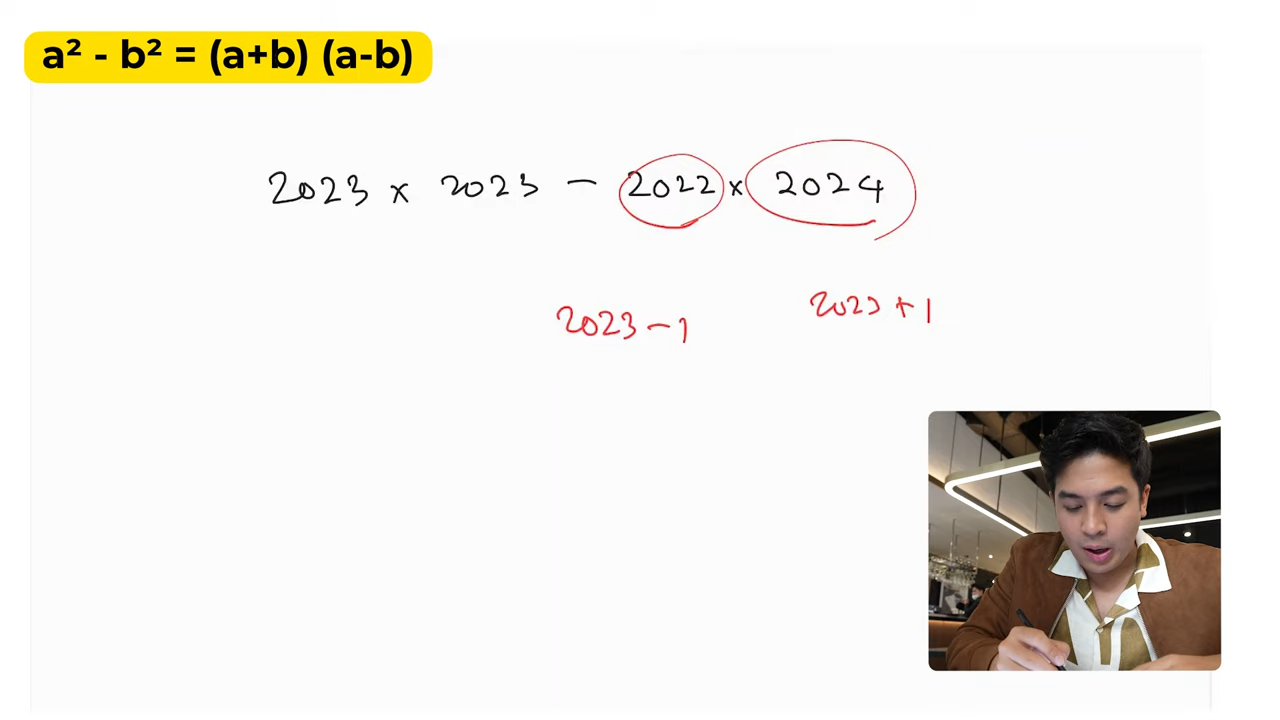 a² - b² = (a+b) (a-b)
2023 x 2023 - 2022 x 2024
2023 - 1 2023 + 1